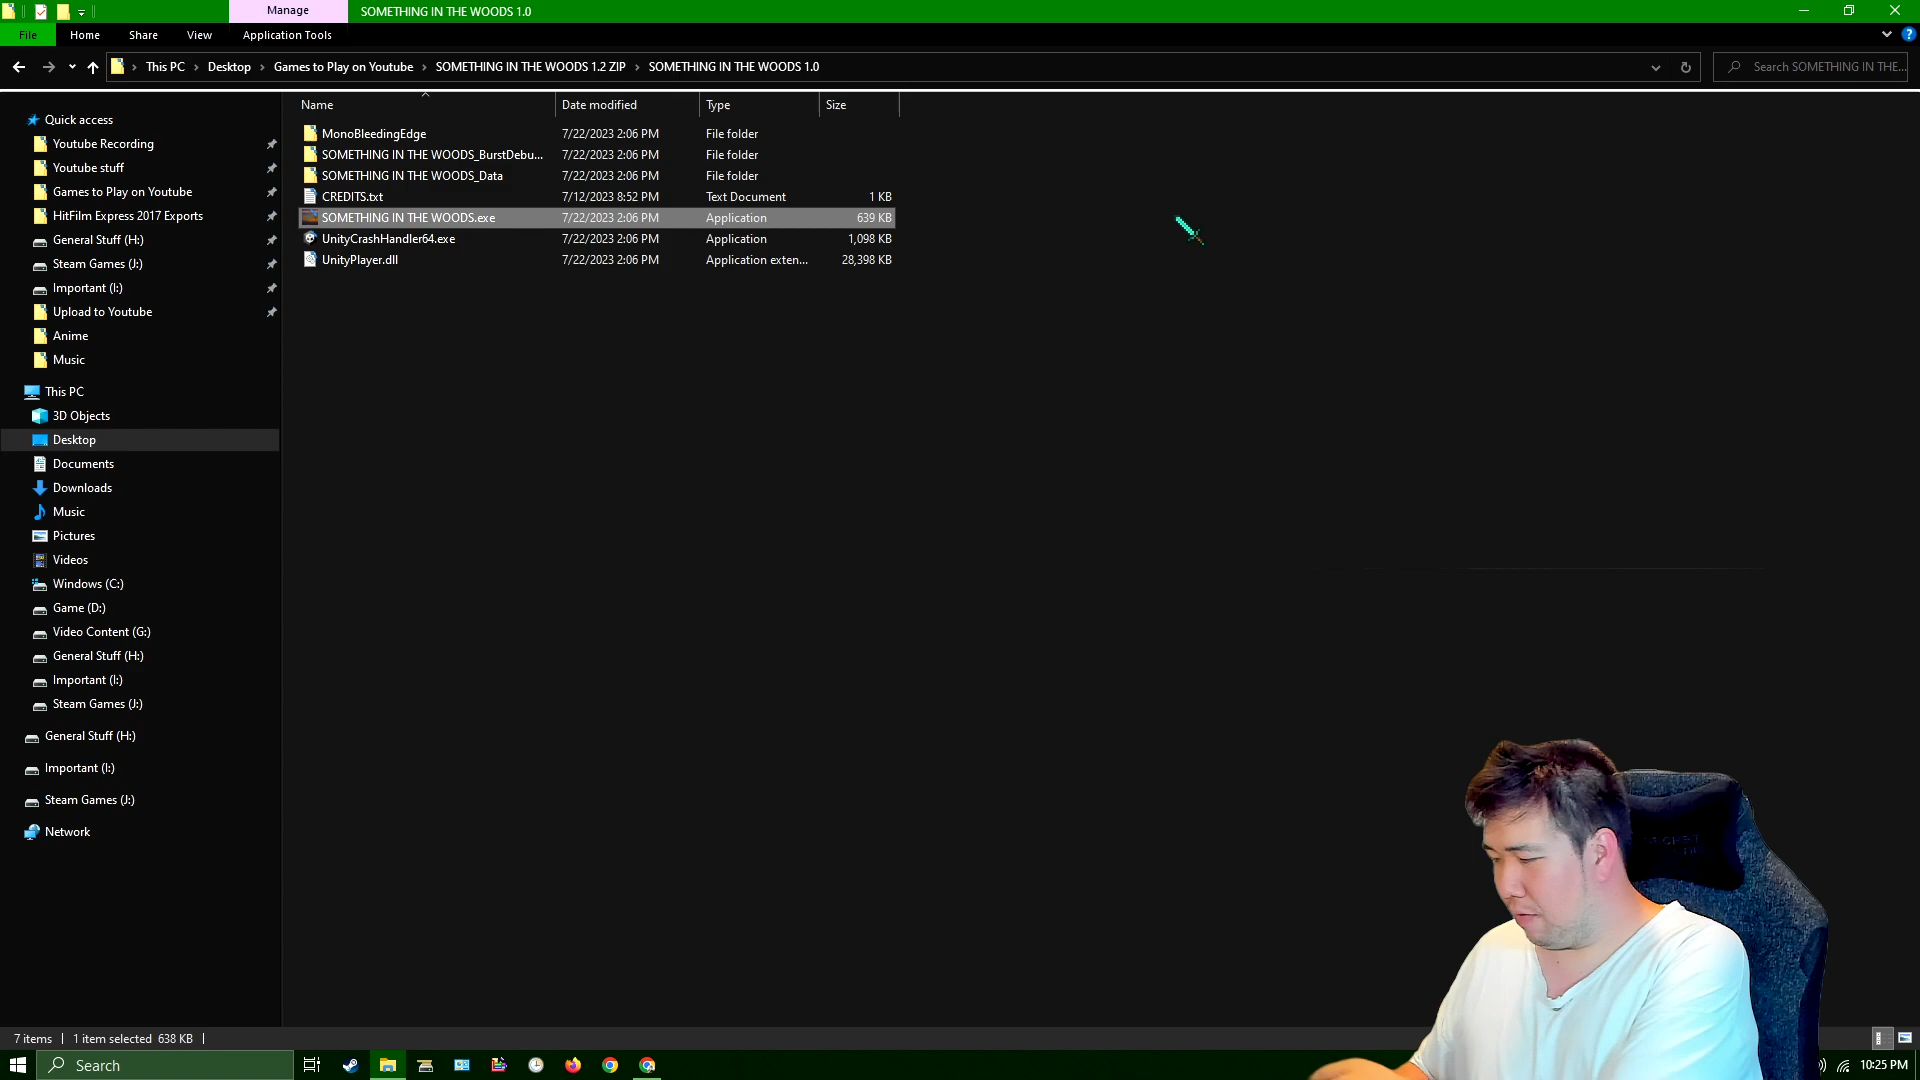 Manage
SOMETHING IN THE WOODS 1.0
File
Home
Share
View
Application Tools
This PC
Desktop
Games to Play on Youtube
SOMETHING IN THE WOODS 1.2 ZIP
SOMETHING IN THE WOODS 1.0
Search SOMETHING IN THE...
Name
Date modified
Type
Size
MonoBleedingEdge 7/22/2023 2:06 PM File folder
SOMETHING IN THE WOODS_BurstDebu... 7/22/2023 2:06 PM File folder
SOMETHING IN THE WOODS_Data 7/22/2023 2:06 PM File folder
CREDITS.txt 7/12/2023 8:52 PM Text Document 1 KB
SOMETHING IN THE WOODS.exe 7/22/2023 2:06 PM Application 639 KB
UnityCrashHandler64.exe 7/22/2023 2:06 PM Application 1,098 KB
UnityPlayer.dll 7/22/2023 2:06 PM Application exten... 28,398 KB
Quick access
Youtube Recording
Youtube stuff
Games to Play on Youtube
HitFilm Express 2017 Exports
General Stuff (H:)
Steam Games (J:)
Important (I:)
Upload to Youtube
Anime
Music
This PC
3D Objects
Desktop
Documents
Downloads
Music
Pictures
Videos
Windows (C:)
Game (D:)
Video Content (G:)
General Stuff (H:)
Important (I:)
Steam Games (J:)
General Stuff (H:)
Important (I:)
Steam Games (J:)
Network
7 items
1 item selected 638 KB
Search
10:25 PM